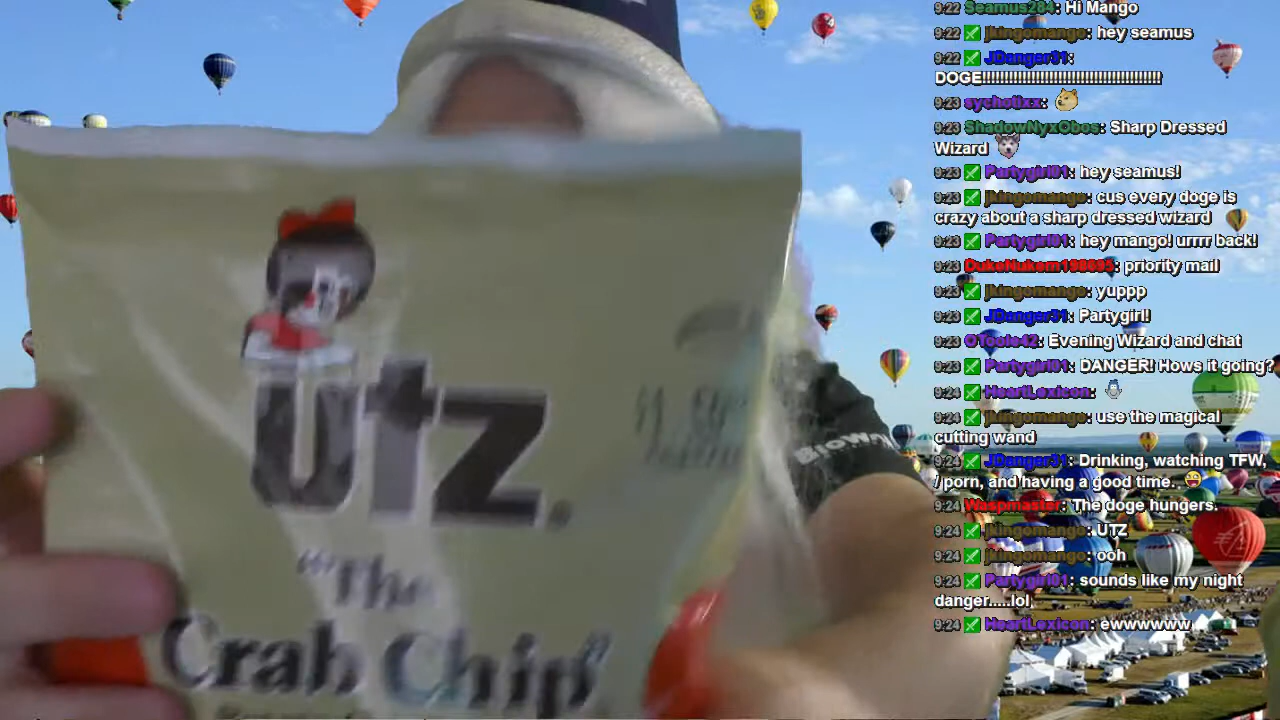 utz.
"The
Crab Chip"
BioWare
9:22 Seamus284: Hi Mango
9:22 jkingomango: hey seamus
9:22 JDanger31:
DOGE!!!!!!!!!!!!!!!!!!!!!!!!!!!!!!!!!!!!!!!!!!
9:23 sychotixx:
9:23 ShadowNyxObos: Sharp Dressed
Wizard
9:23 Partygirl01: hey seamus!
9:23 jkingomango: cus every doge is
crazy about a sharp dressed wizard
9:23 Partygirl01: hey mango! urrrr back!
9:23 DukeNukem198695: priority mail
9:23 jkingomango: yuppp
9:23 JDanger31: Partygirl!
9:23 OToole42: Evening Wizard and chat
9:23 Partygirl01: DANGER! Hows it going?
9:24 HeartLexicon:
9:24 jkingomango: use the magical
cutting wand
9:24 JDanger31: Drinking, watching TFW,
/ porn, and having a good time.
9:24 Waspmaster: The doge hungers.
9:24 jkingomango: UTZ
9:24 jkingomango: ooh
9:24 Partygirl01: sounds like my night
danger.....lol
9:24 HeartLexicon: ewwwwww